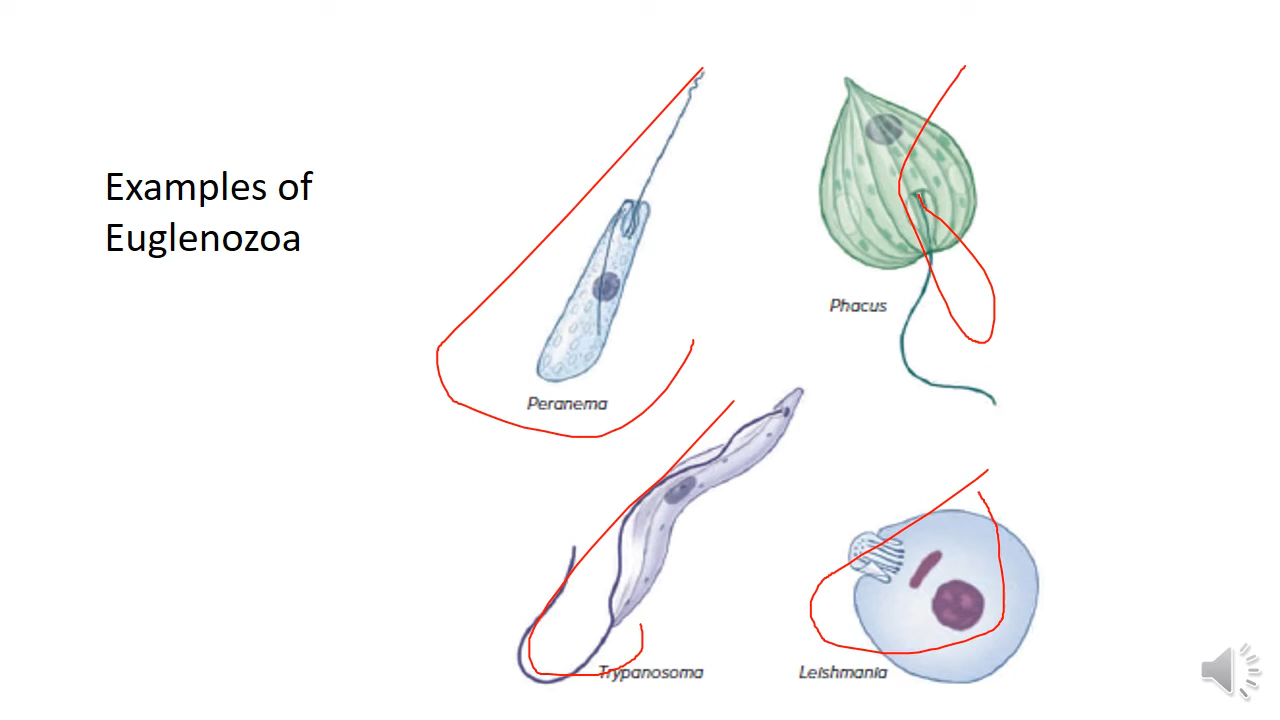 Examples of
Euglenozoa
Phacus
Peranema
Trypanosoma
Leishmania